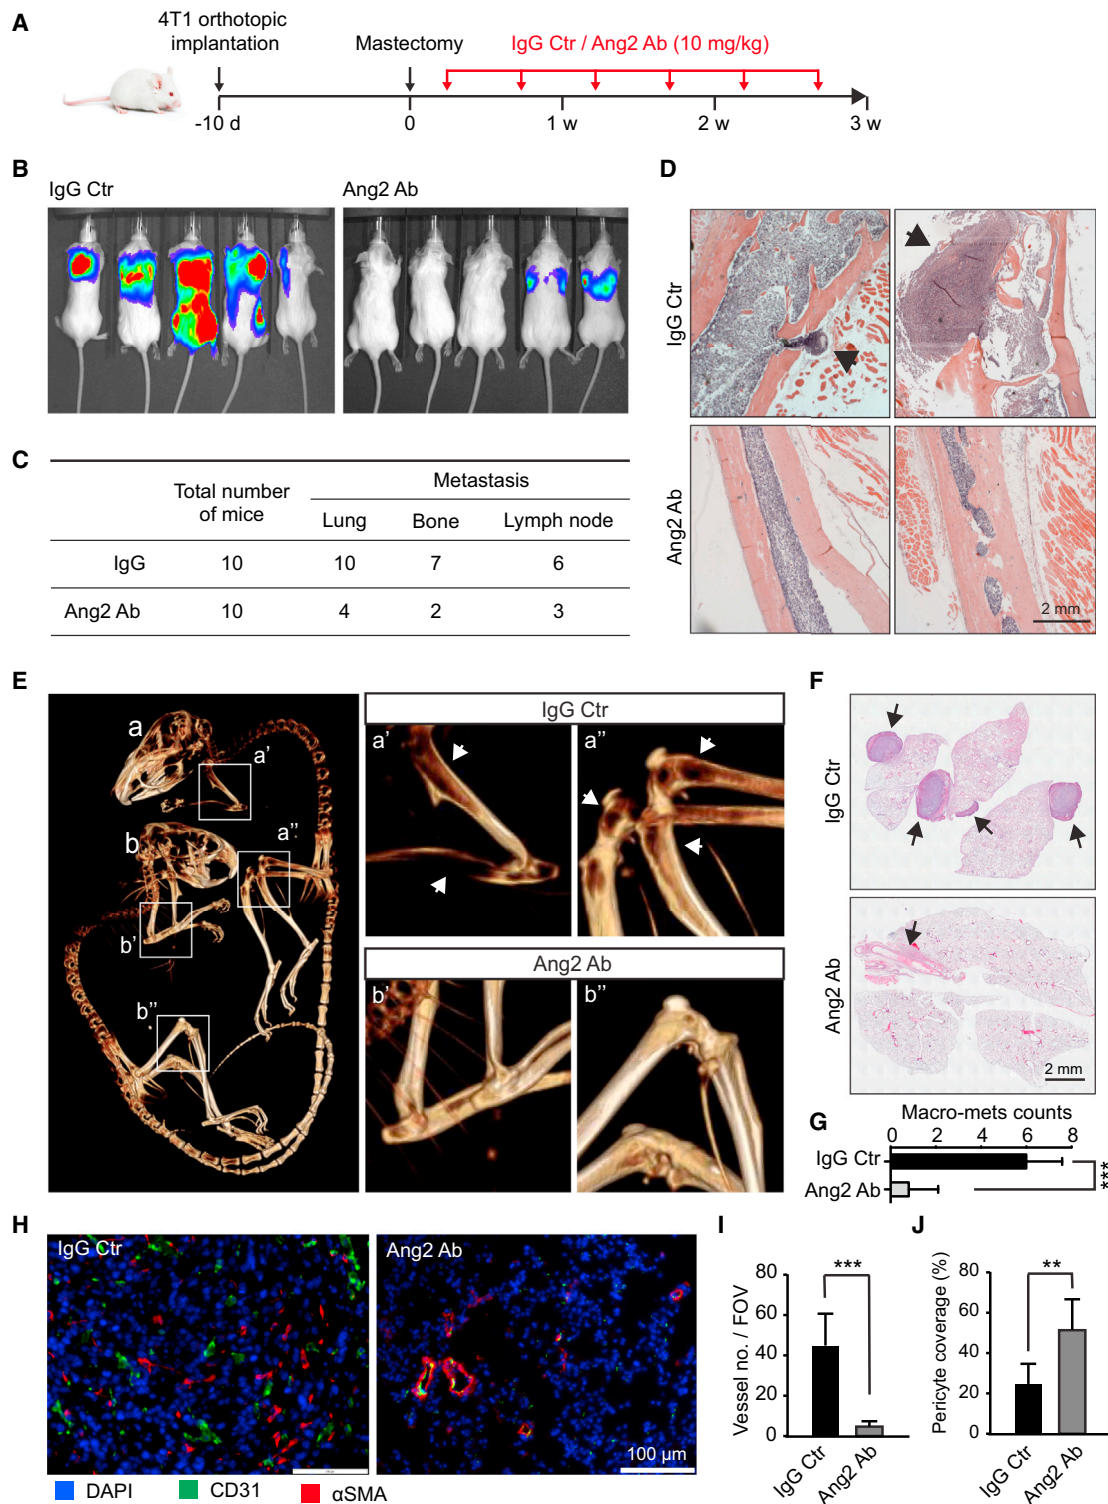 A
4T1 orthotopic
implantation
Mastectomy
IgG Ctr / Ang2 Ab (10 mg/kg)
-10 d
0
1 w
2 w
3 w
B
IgG Ctr
Ang2 Ab
C
Total number
of mice
Metastasis
Lung
Bone
Lymph node
IgG
10
10
7
6
Ang2 Ab
10
4
2
3
D
IgG Ctr
Ang2 Ab
2 mm
E
a
a'
a''
b
b'
b''
IgG Ctr
a'
a''
Ang2 Ab
b'
b''
F
IgG Ctr
Ang2 Ab
2 mm
G
Macro-mets counts
0
2
4
6
8
IgG Ctr
Ang2 Ab
***
H
IgG Ctr
Ang2 Ab
100 µm
DAPI
CD31
αSMA
I
Vessel no. / FOV
80
60
40
20
0
***
IgG Ctr
Ang2 Ab
J
Pericyte coverage (%)
80
60
40
20
0
**
IgG Ctr
Ang2 Ab